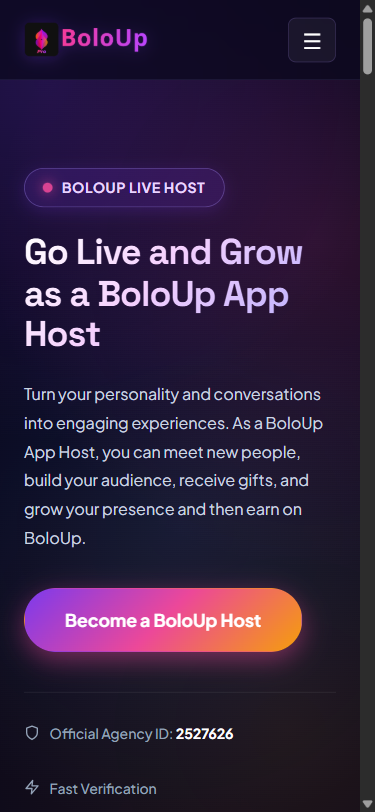 BoloUp
Pro
BOLOUP LIVE HOST
Go Live and Grow
as a BoloUp App
Host
Turn your personality and conversations
into engaging experiences. As a BoloUp
App Host, you can meet new people,
build your audience, receive gifts, and
grow your presence and then earn on
BoloUp.
Become a BoloUp Host
Official Agency ID: 2527626
Fast Verification